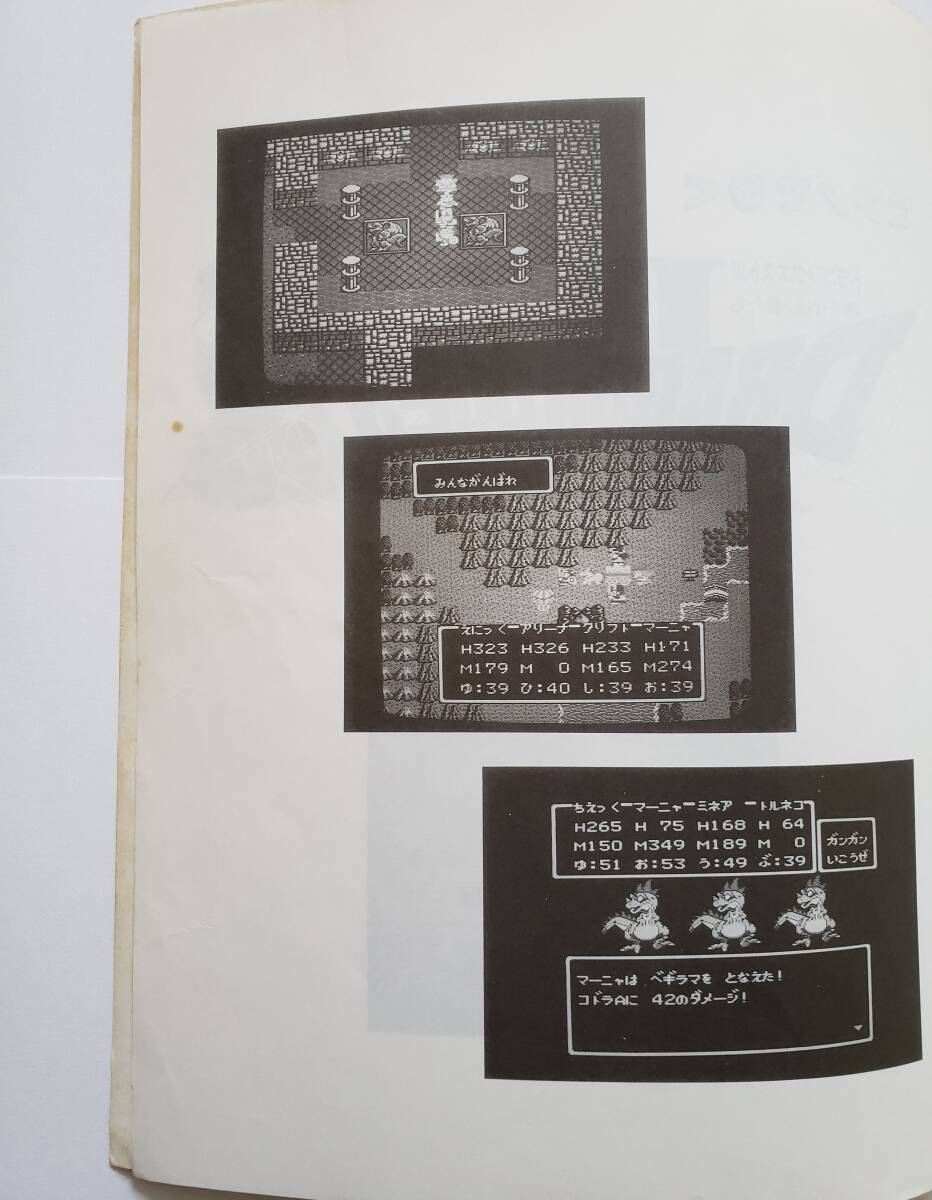 みんながんばれ
えにっく アリーナ クリフト マーニャ
H323 H326 H233 H171
M179 M 0 M165 M274
ゆ:39 ひ:40 し:39 お:39
ちえっく マーニャ ミネア トルネコ
H265 H 75 H168 H 64
M150 M349 M189 M 0
ゆ:51 お:53 う:49 ぶ:39
ガンガン
いこうぜ
マーニャは ベギラマを となえた!
コドラAに 42のダメージ!